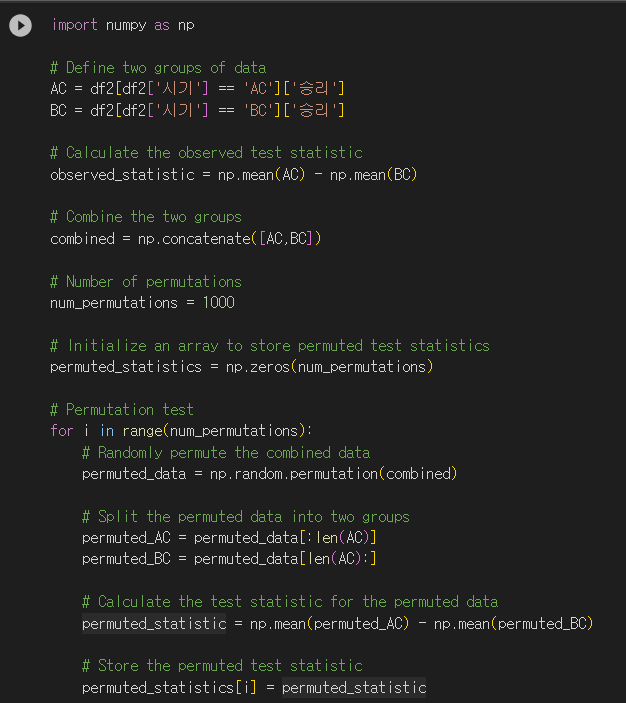 import numpy as np
# Define two groups of data
AC = df2[df2['시기'] == 'AC']['승리']
BC = df2[df2['시기'] == 'BC']['승리']
# Calculate the observed test statistic
observed_statistic = np.mean(AC) - np.mean(BC)
# Combine the two groups
combined = np.concatenate([AC,BC])
# Number of permutations
num_permutations = 1000
# Initialize an array to store permuted test statistics
permuted_statistics = np.zeros(num_permutations)
# Permutation test
for i in range(num_permutations):
    # Randomly permute the combined data
    permuted_data = np.random.permutation(combined)
    # Split the permuted data into two groups
    permuted_AC = permuted_data[:len(AC)]
    permuted_BC = permuted_data[len(AC):]
    # Calculate the test statistic for the permuted data
    permuted_statistic = np.mean(permuted_AC) - np.mean(permuted_BC)
    # Store the permuted test statistic
    permuted_statistics[i] = permuted_statistic